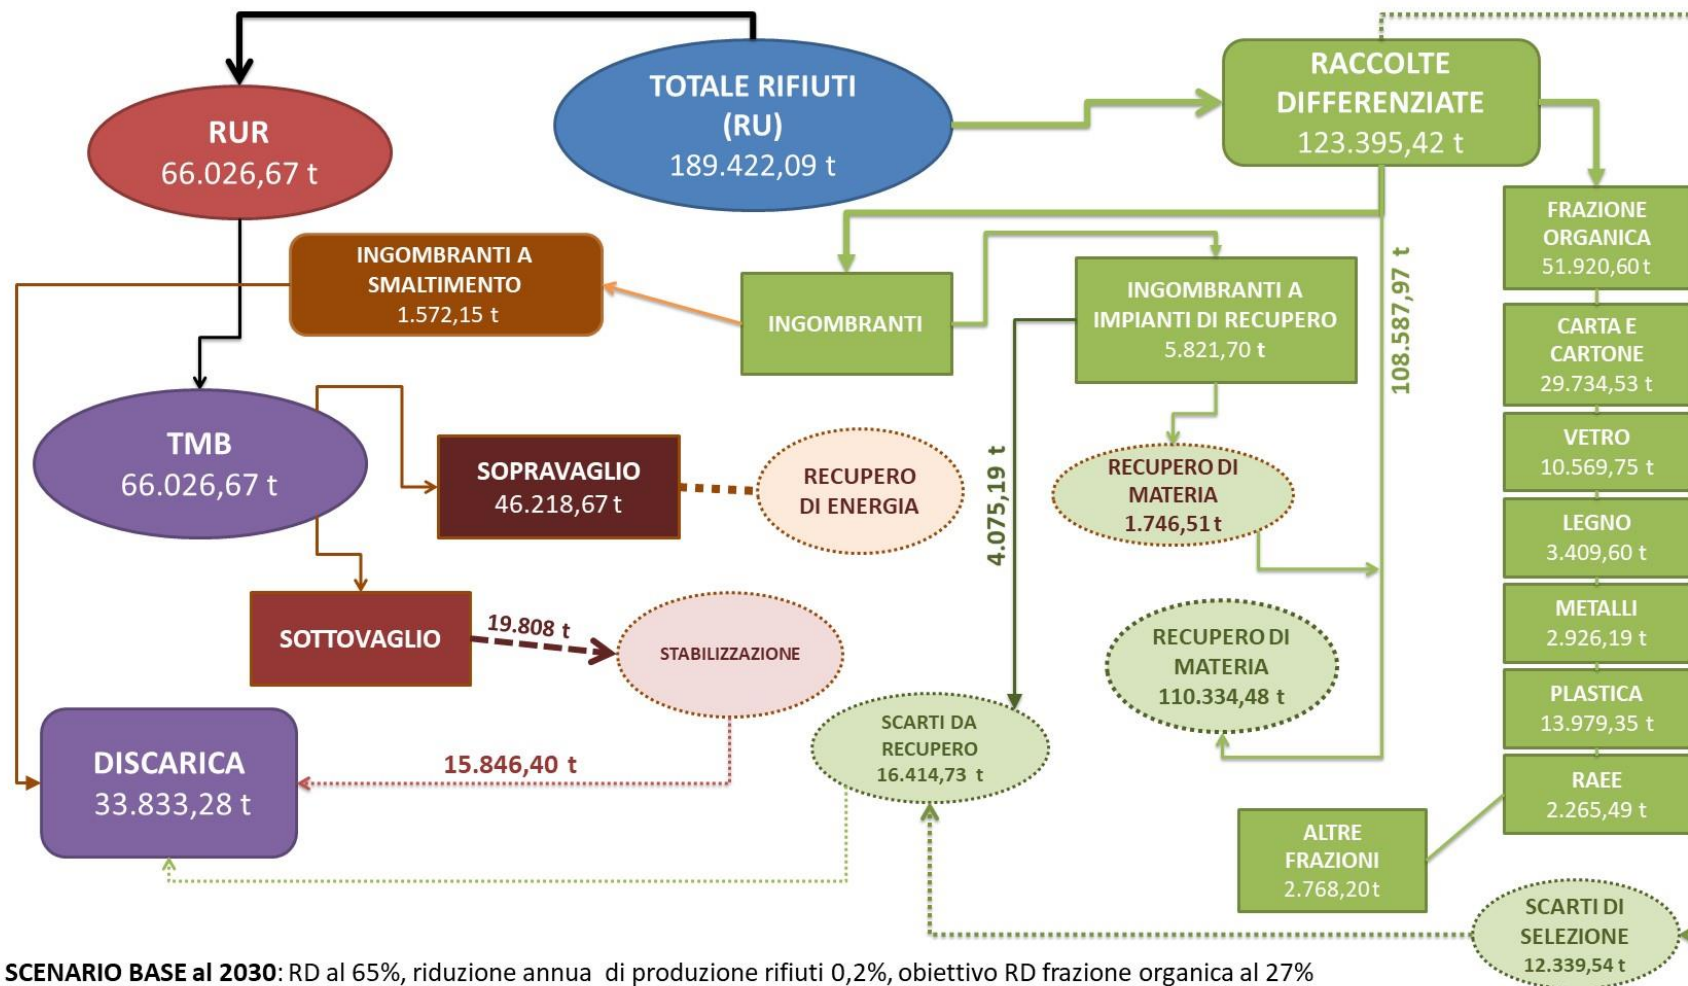 TOTALE RIFIUTI
(RU)
189.422,09 t
RACCOLTE
DIFFERENZIATE
123.395,42 t
RUR
66.026,67 t
FRAZIONE
ORGANICA
51.920,60 t
INGOMBRANTI A
SMALTIMENTO
1.572,15 t
INGOMBRANTI
INGOMBRANTI A
IMPIANTI DI RECUPERO
5.821,70 t
108.587,97 t
CARTA E
CARTONE
29.734,53 t
TMB
66.026,67 t
SOPRAVAGLIO
46.218,67 t
RECUPERO
DI ENERGIA
4.075,19 t
RECUPERO DI
MATERIA
1.746,51 t
VETRO
10.569,75 t
LEGNO
3.409,60 t
SOTTOVAGLIO
19.808 t
STABILIZZAZIONE
RECUPERO DI
MATERIA
110.334,48 t
METALLI
2.926,19 t
PLASTICA
13.979,35 t
DISCARICA
33.833,28 t
15.846,40 t
SCARTI DA
RECUPERO
16.414,73 t
RAEE
2.265,49 t
ALTRE
FRAZIONI
2.768,20 t
SCARTI DI
SELEZIONE
12.339,54 t
SCENARIO BASE al 2030: RD al 65%, riduzione annua di produzione rifiuti 0,2%, obiettivo RD frazione organica al 27%